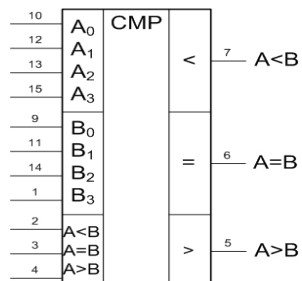 10 A₀ CMP
12 A₁
13 A₂ < 7 A<B
15 A₃
9 B₀
11 B₁
14 B₂ = 6 A=B
1 B₃
2 A<B
3 A=B > 5 A>B
4 A>B